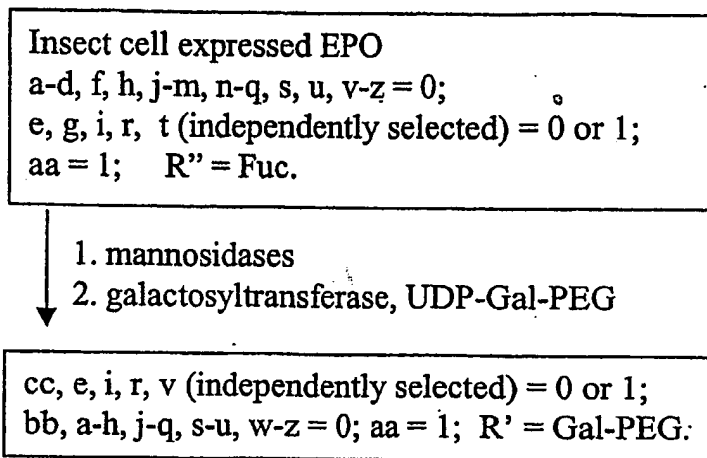 Insect cell expressed EPO
a-d, f, h, j-m, n-q, s, u, v-z = 0;
e, g, i, r, t (independently selected) = 0 or 1;
aa = 1; R” = Fuc.
1. mannosidases
2. galactosyltransferase, UDP-Gal-PEG
cc, e, i, r, v (independently selected) = 0 or 1;
bb, a-h, j-q, s-u, w-z = 0; aa = 1; R’ = Gal-PEG.